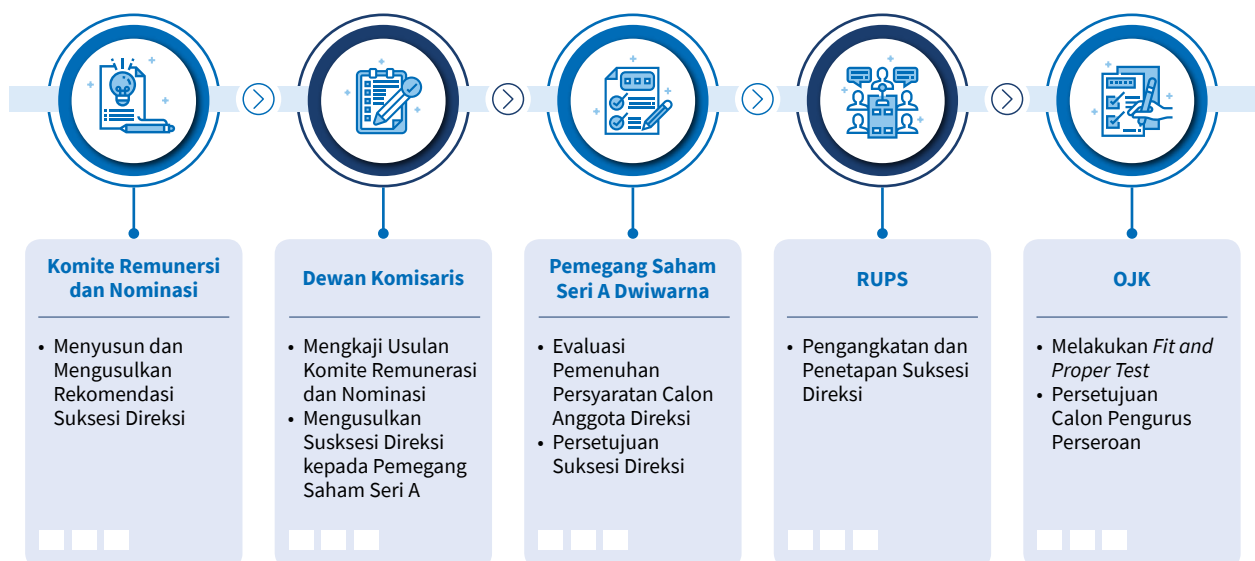 Komite Remunersi
dan Nominasi
• Menyusun dan
Mengusulkan
Rekomendasi
Suksesi Direksi
Dewan Komisaris
• Mengkaji Usulan
Komite Remunerasi
dan Nominasi
• Mengusulkan
Susksesi Direksi
kepada Pemegang
Saham Seri A
Pemegang Saham
Seri A Dwiwarna
• Evaluasi
Pemenuhan
Persyaratan Calon
Anggota Direksi
• Persetujuan
Suksesi Direksi
RUPS
• Pengangkatan dan
Penetapan Suksesi
Direksi
OJK
• Melakukan Fit and
Proper Test
• Persetujuan
Calon Pengurus
Perseroan